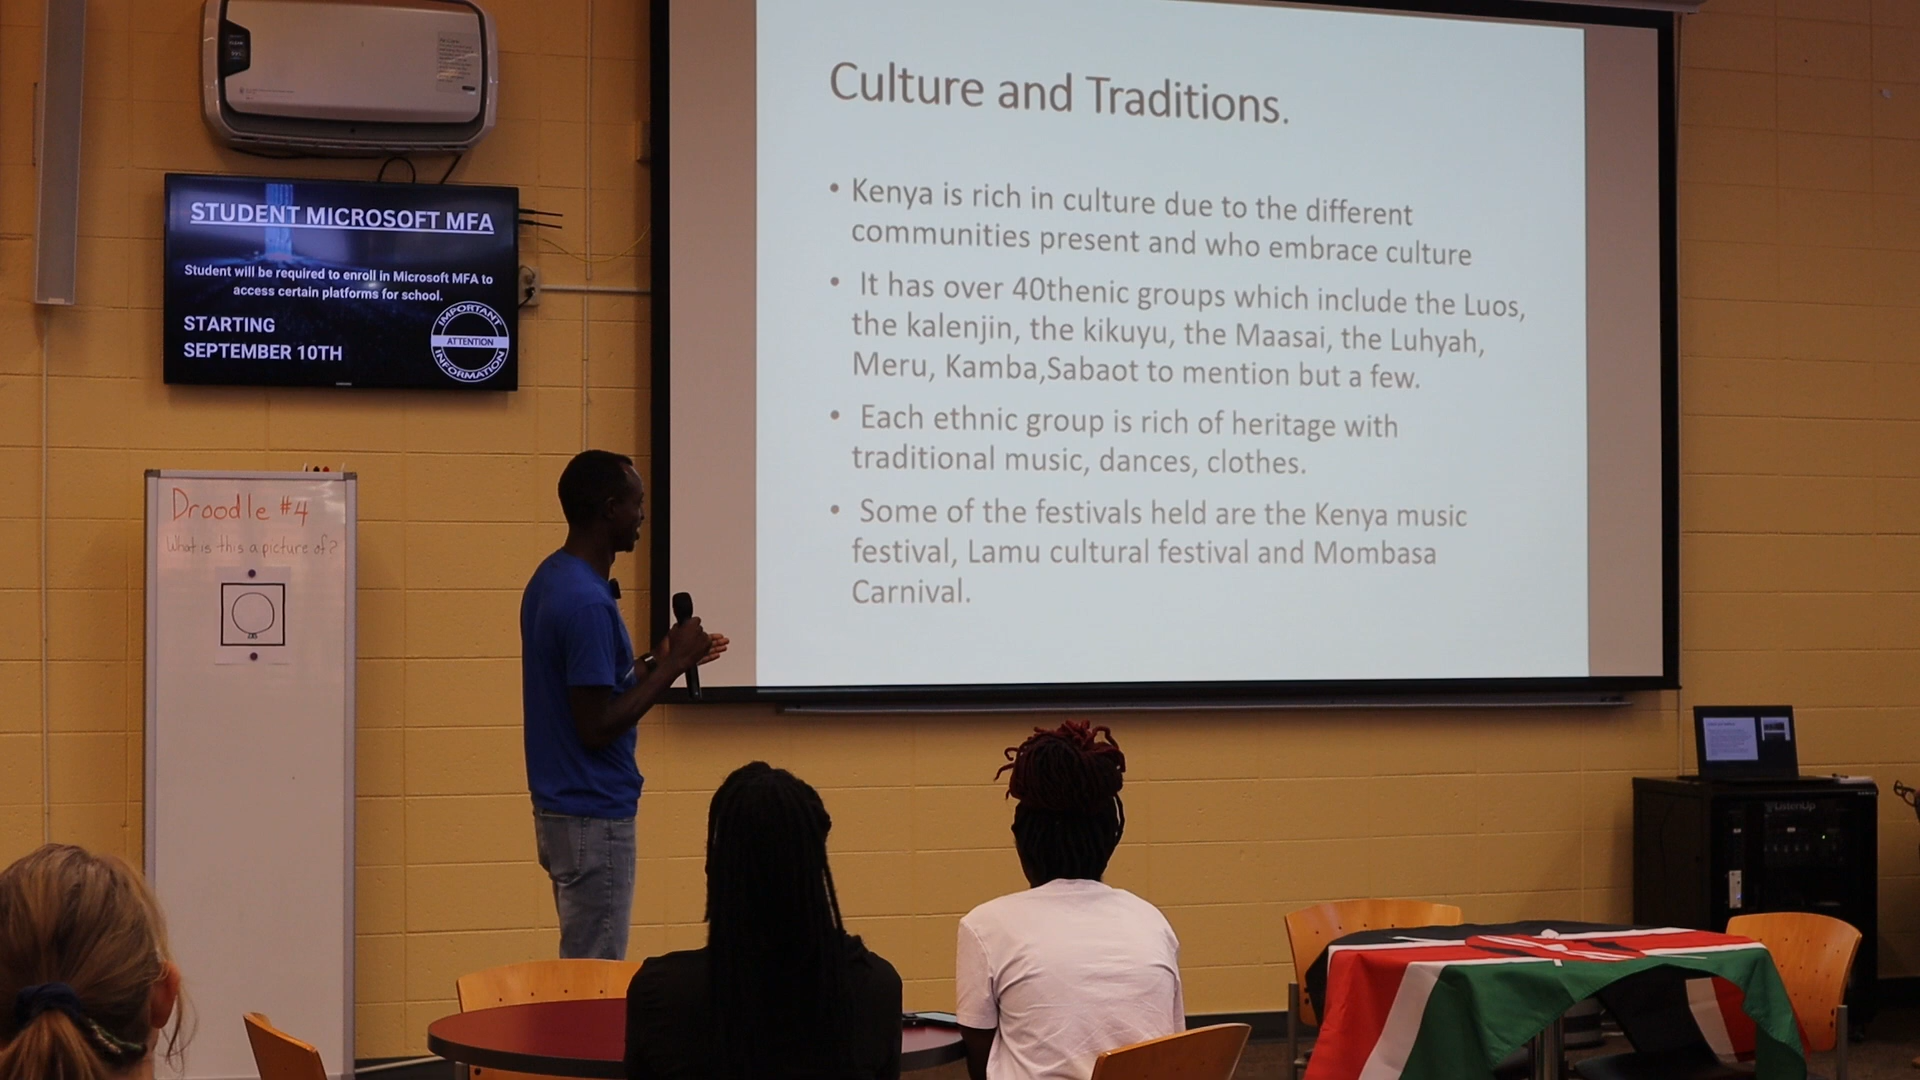 STUDENT MICROSOFT MFA
Student will be required to enroll in Microsoft MFA to
access certain platforms for school.
STARTING
SEPTEMBER 10TH
IMPORTANT
ATTENTION
INFORMATION
Droodle #4
What is this a picture of?
Culture and Traditions.
• Kenya is rich in culture due to the different
communities present and who embrace culture
• It has over 40thenic groups which include the Luos,
the kalenjin, the kikuyu, the Maasai, the Luhyah,
Meru, Kamba,Sabaot to mention but a few.
• Each ethnic group is rich of heritage with
traditional music, dances, clothes.
• Some of the festivals held are the Kenya music
festival, Lamu cultural festival and Mombasa
Carnival.
ListenUp